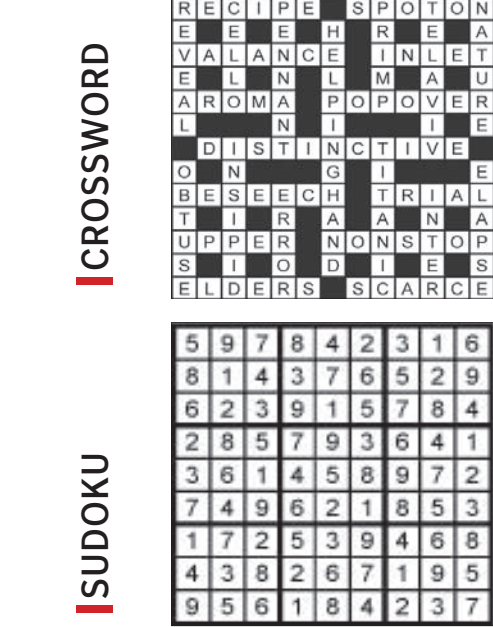 CROSSWORD
R E C I P E S P O T O N
E E E H R E A
V A L A N C E I N L E T
E L N L M A U
A R O M A P O P O V E R
L N I I E
D I S T I N C T I V E
O N G I E
B E S E E C H T R I A L
T I R A A N A
U P P E R N O N S T O P
S I O D I E S
E L D E R S S C A R C E
SUDOKU
5 9 7 8 4 2 3 1 6
8 1 4 3 7 6 5 2 9
6 2 3 9 1 5 7 8 4
2 8 5 7 9 3 6 4 1
3 6 1 4 5 8 9 7 2
7 4 9 6 2 1 8 5 3
1 7 2 5 3 9 4 6 8
4 3 8 2 6 7 1 9 5
9 5 6 1 8 4 2 3 7